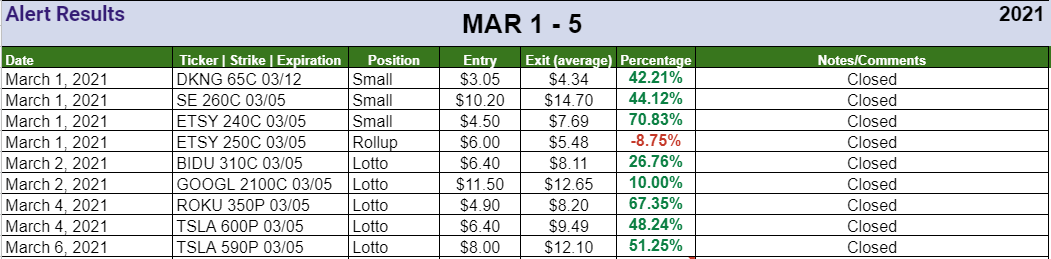 Alert Results MAR 1 - 5 2021
Date Ticker | Strike | Expiration Position Entry Exit (average) Percentage Notes/Comments
March 1, 2021 DKNG 65C 03/12 Small $3.05 $4.34 42.21% Closed
March 1, 2021 SE 260C 03/05 Small $10.20 $14.70 44.12% Closed
March 1, 2021 ETSY 240C 03/05 Small $4.50 $7.69 70.83% Closed
March 1, 2021 ETSY 250C 03/05 Rollup $6.00 $5.48 -8.75% Closed
March 2, 2021 BIDU 310C 03/05 Lotto $6.40 $8.11 26.76% Closed
March 2, 2021 GOOGL 2100C 03/05 Lotto $11.50 $12.65 10.00% Closed
March 4, 2021 ROKU 350P 03/05 Lotto $4.90 $8.20 67.35% Closed
March 4, 2021 TSLA 600P 03/05 Lotto $6.40 $9.49 48.24% Closed
March 6, 2021 TSLA 590P 03/05 Lotto $8.00 $12.10 51.25% Closed